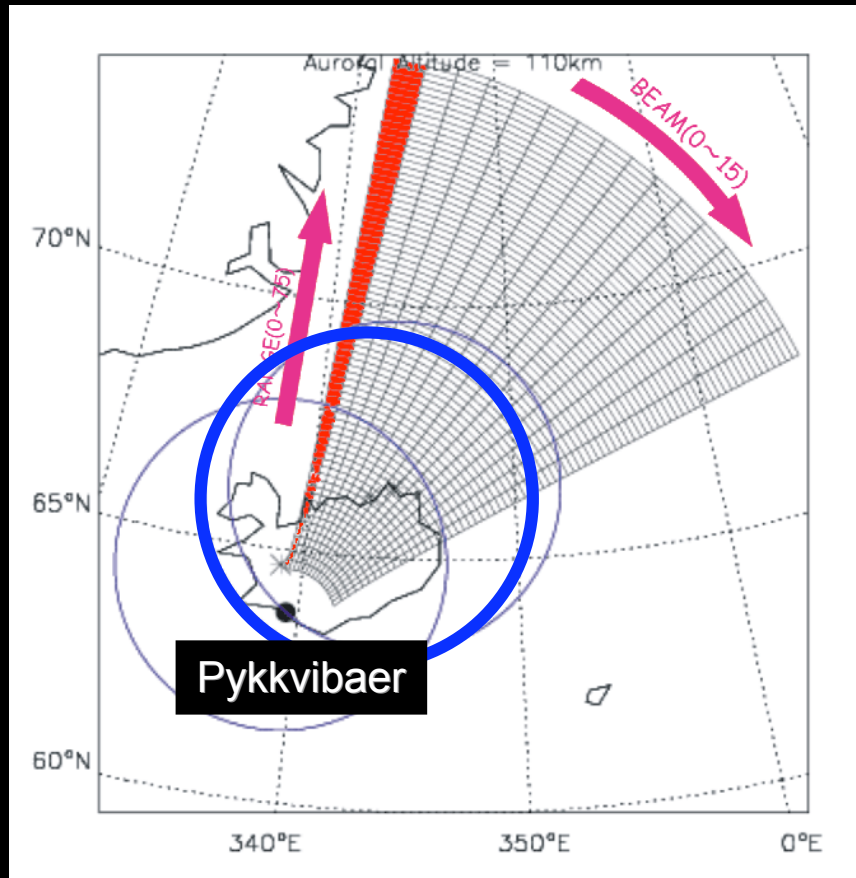 Auroral Altitude = 110km
BEAM(0~15)
70°N
RANGE(0~75)
65°N
Pykkvibaer
60°N
340°E
350°E
0°E